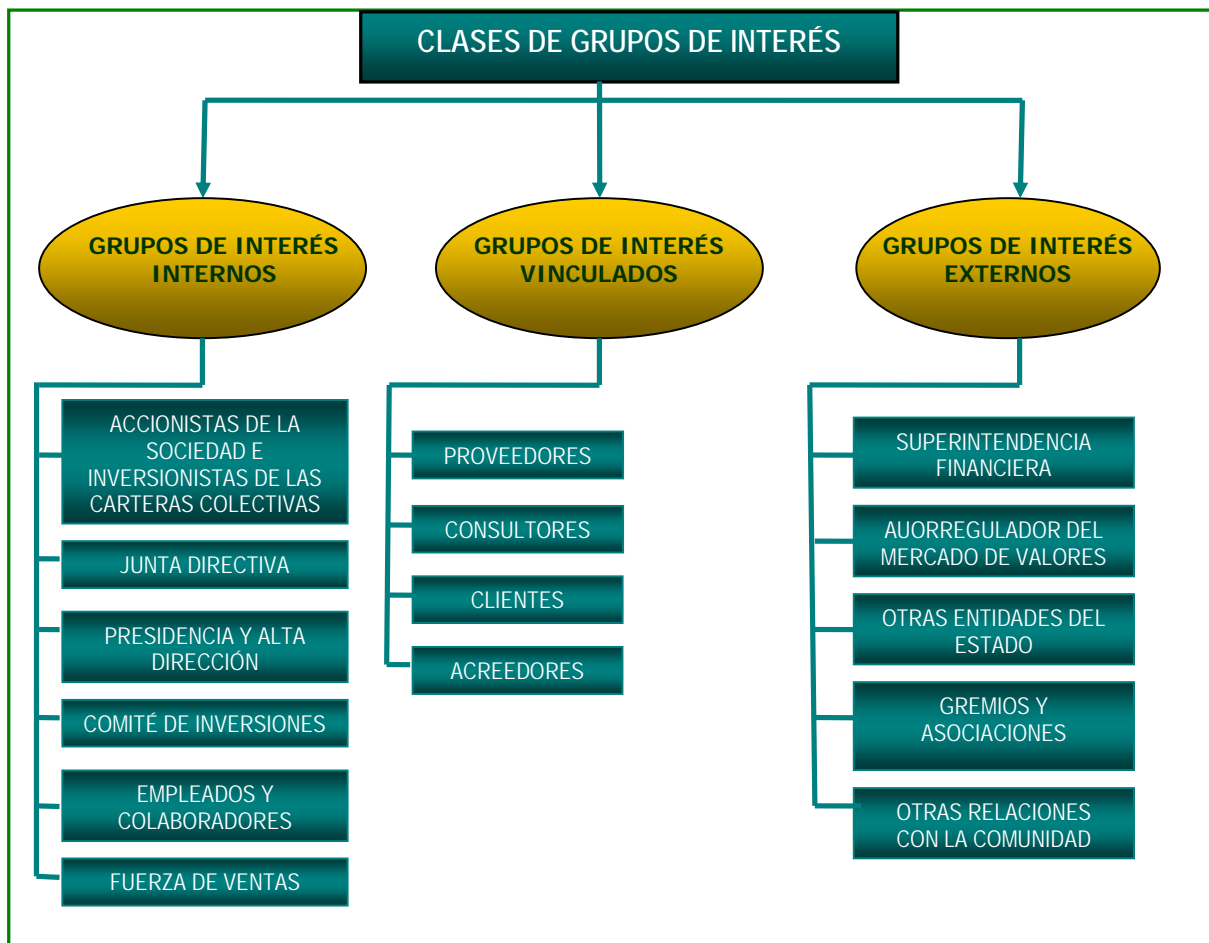 CLASES DE GRUPOS DE INTERÉS
GRUPOS DE INTERÉS
INTERNOS
GRUPOS DE INTERÉS
VINCULADOS
GRUPOS DE INTERÉS
EXTERNOS
ACCIONISTAS DE LA
SOCIEDAD E
INVERSIONISTAS DE LAS
CARTERAS COLECTIVAS
JUNTA DIRECTIVA
PRESIDENCIA Y ALTA
DIRECCIÓN
COMITÉ DE INVERSIONES
EMPLEADOS Y
COLABORADORES
FUERZA DE VENTAS
PROVEEDORES
CONSULTORES
CLIENTES
ACREEDORES
SUPERINTENDENCIA
FINANCIERA
AUORREGULADOR DEL
MERCADO DE VALORES
OTRAS ENTIDADES DEL
ESTADO
GREMIOS Y
ASOCIACIONES
OTRAS RELACIONES
CON LA COMUNIDAD